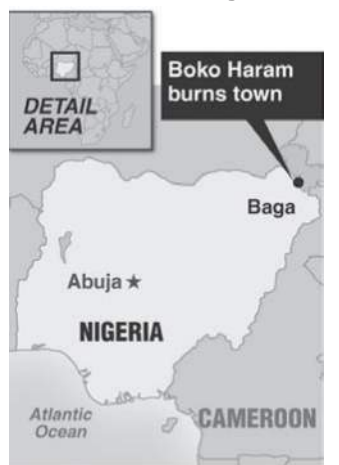 DETAIL
AREA
Boko Haram
burns town
Baga
Abuja
NIGERIA
Atlantic
Ocean
CAMEROON